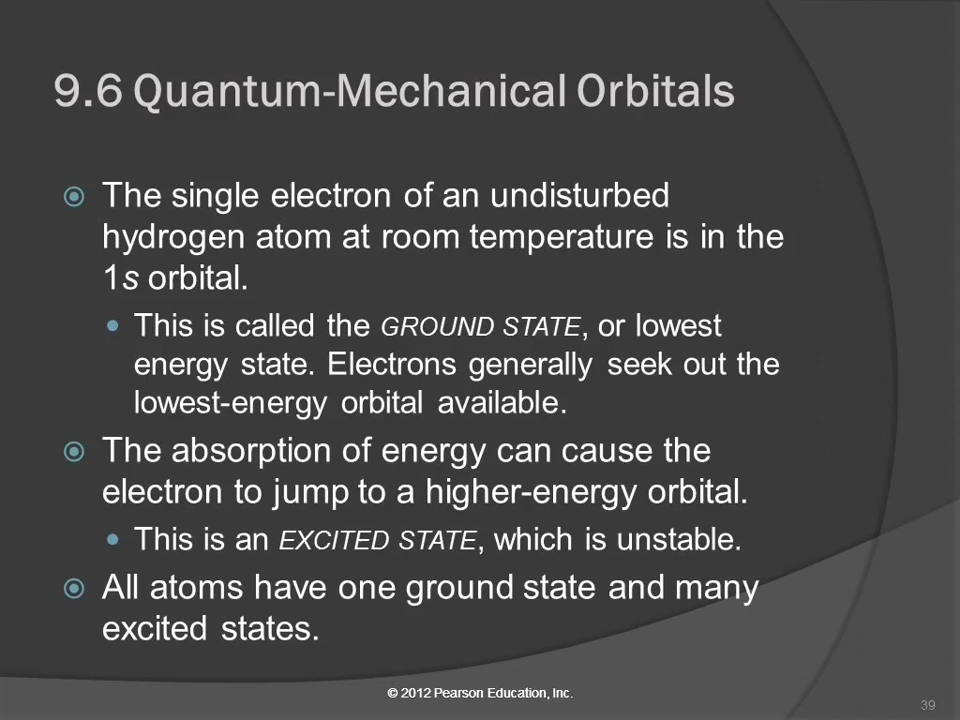 9.6 Quantum-Mechanical Orbitals
The single electron of an undisturbed
hydrogen atom at room temperature is in the
1s orbital.
This is called the GROUND STATE, or lowest
energy state. Electrons generally seek out the
lowest-energy orbital available.
The absorption of energy can cause the
electron to jump to a higher-energy orbital.
This is an EXCITED STATE, which is unstable.
All atoms have one ground state and many
excited states.
© 2012 Pearson Education, Inc.
39